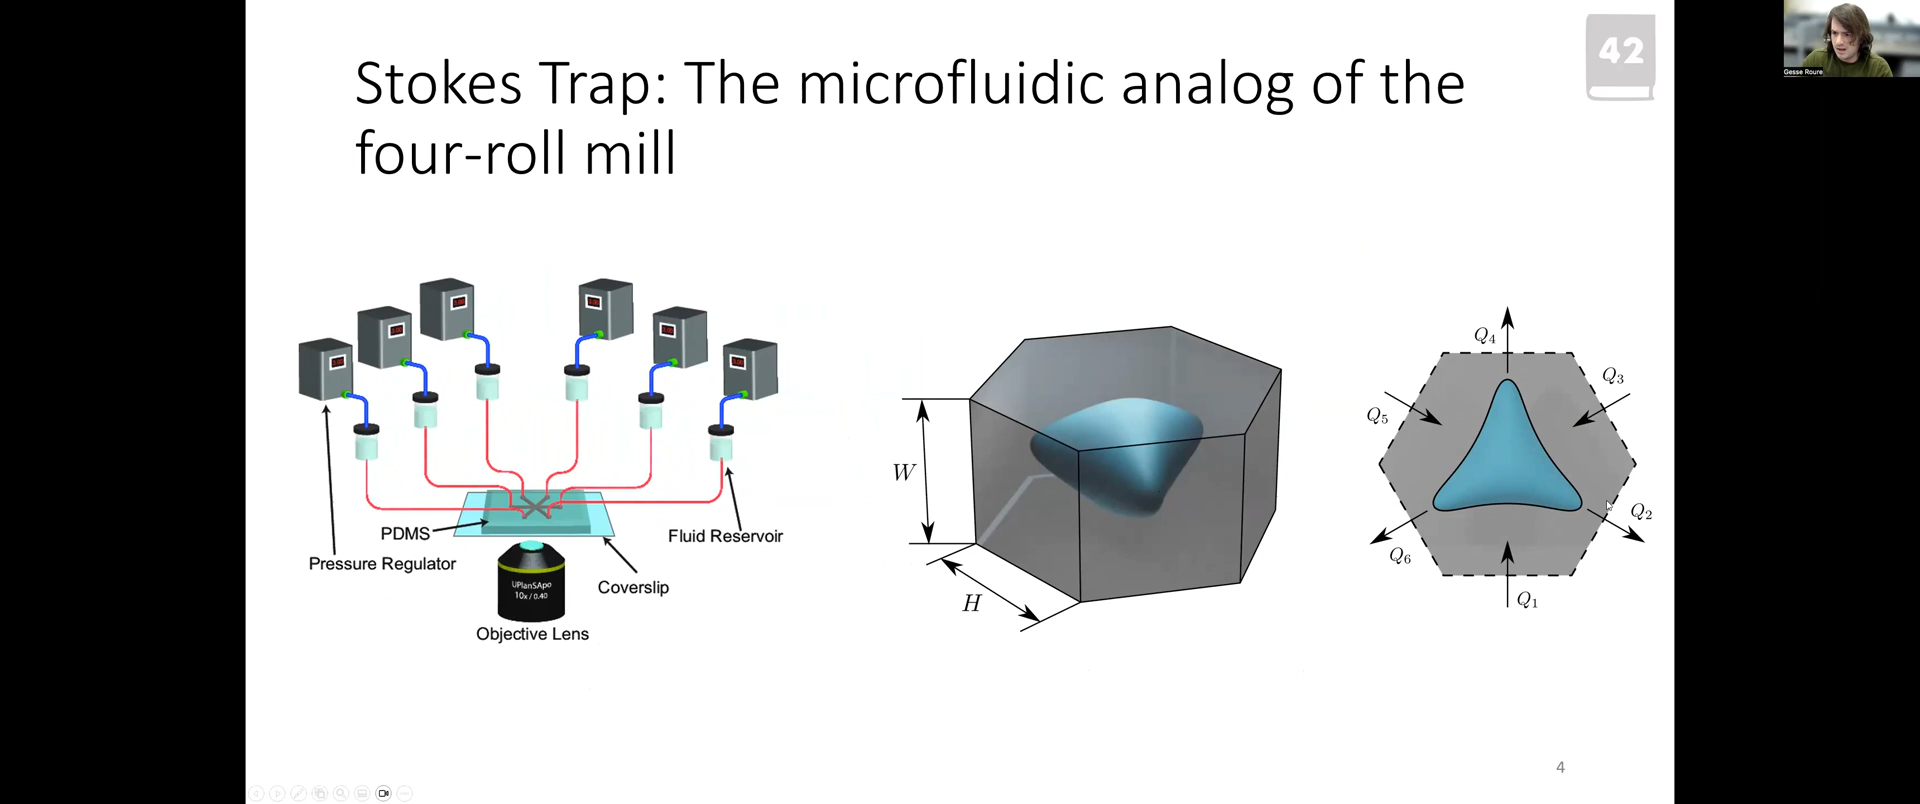 Stokes Trap: The microfluidic analog of the
four-roll mill
42
Gesse Roure
PDMS
Pressure Regulator
Fluid Reservoir
Coverslip
UPlanSApo
10x / 0.40
Objective Lens
W
H
Q4
Q3
Q5
Q2
Q6
Q1
4